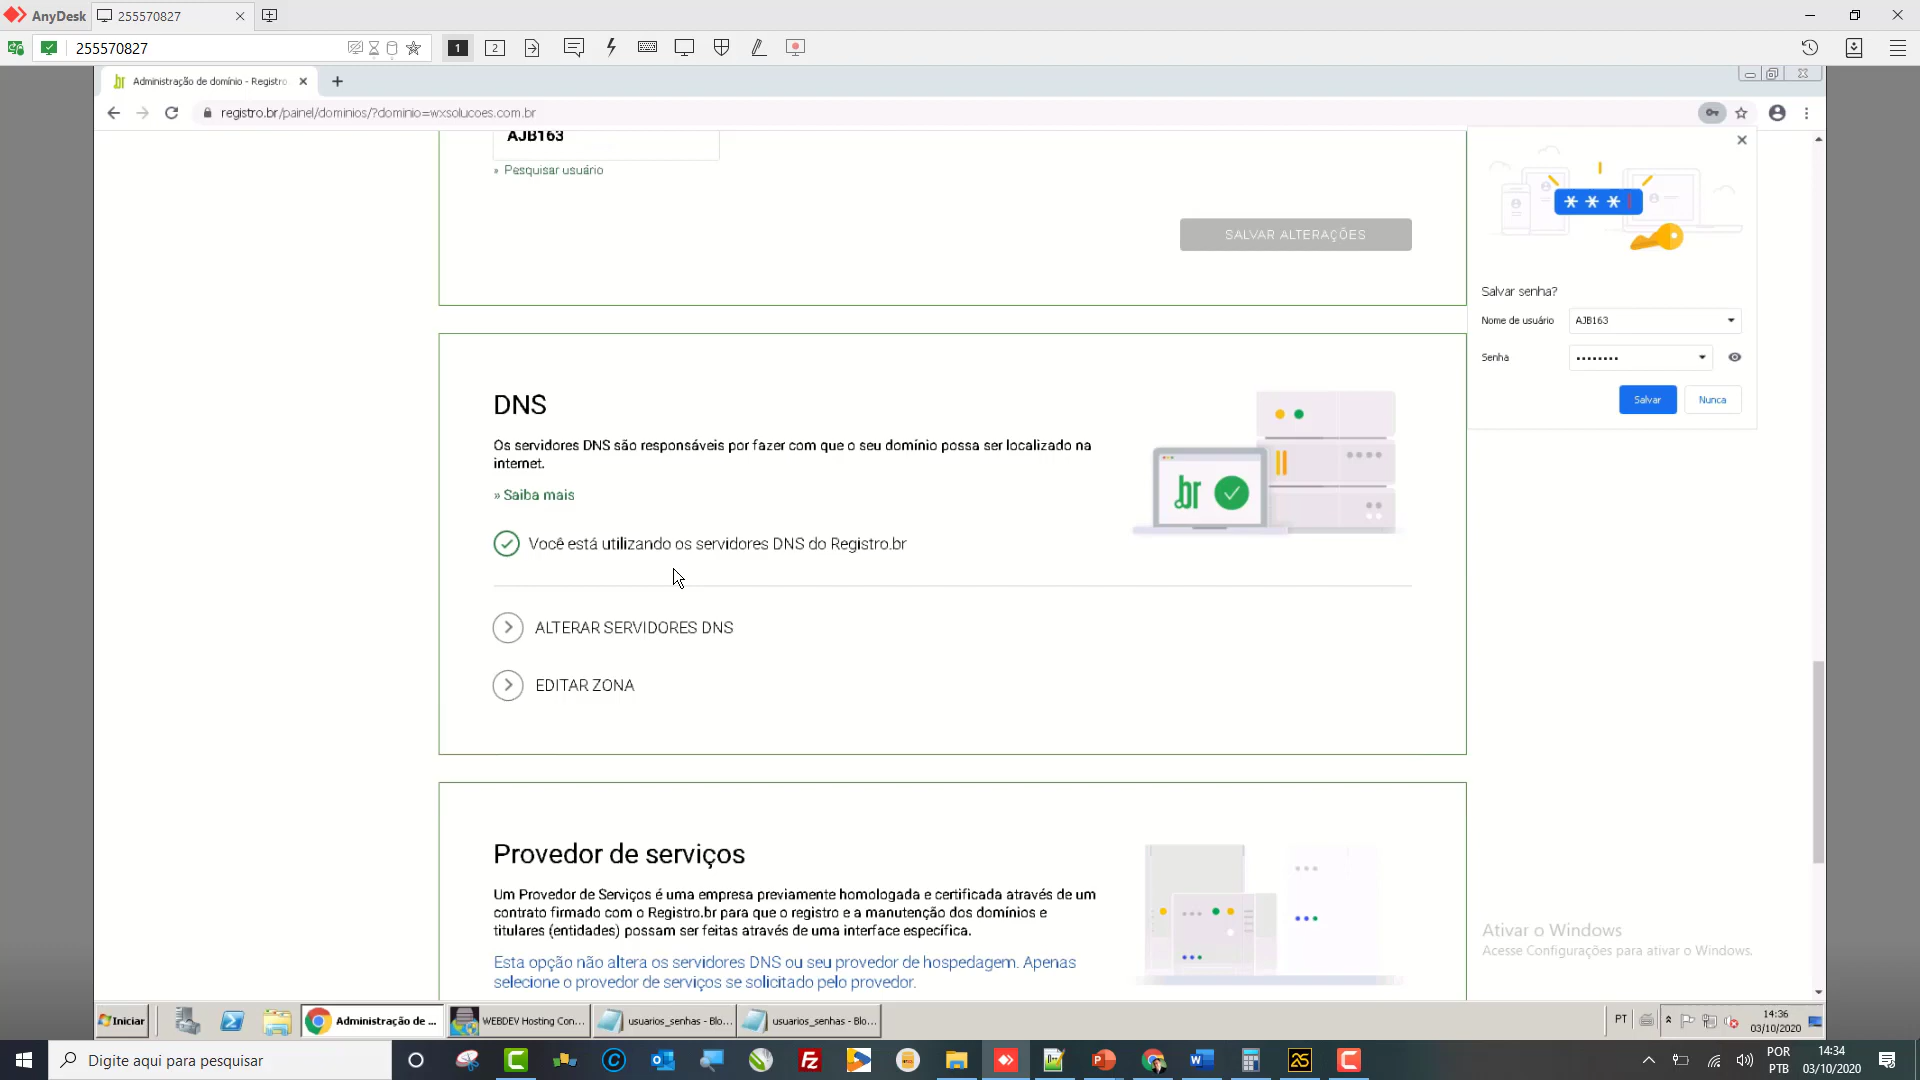 AnyDesk
255570827
255570827
1
2
Administração de domínio - Registro
registro.br/painel/dominios/?dominio=wxsolucoes.com.br
AJB163
» Pesquisar usuário
SALVAR ALTERAÇÕES
Salvar senha?
Nome de usuário
AJB163
Senha
••••••••
Salvar
Nunca
DNS
Os servidores DNS são responsáveis por fazer com que o seu domínio possa ser localizado na
internet.
» Saiba mais
Você está utilizando os servidores DNS do Registro.br
.br
ALTERAR SERVIDORES DNS
EDITAR ZONA
Provedor de serviços
Um Provedor de Serviços é uma empresa previamente homologada e certificada através de um
contrato firmado com o Registro.br para que o registro e a manutenção dos domínios e
titulares (entidades) possam ser feitas através de uma interface específica.
Esta opção não altera os servidores DNS ou seu provedor de hospedagem. Apenas
selecione o provedor de serviços se solicitado pelo provedor.
Ativar o Windows
Acesse Configurações para ativar o Windows.
Iniciar
Administração de ...
WEBDEV Hosting Con...
usuarios_senhas - Blo...
usuarios_senhas - Blo...
PT
14:36
03/10/2020
Digite aqui para pesquisar
25
POR
PTB
14:34
03/10/2020